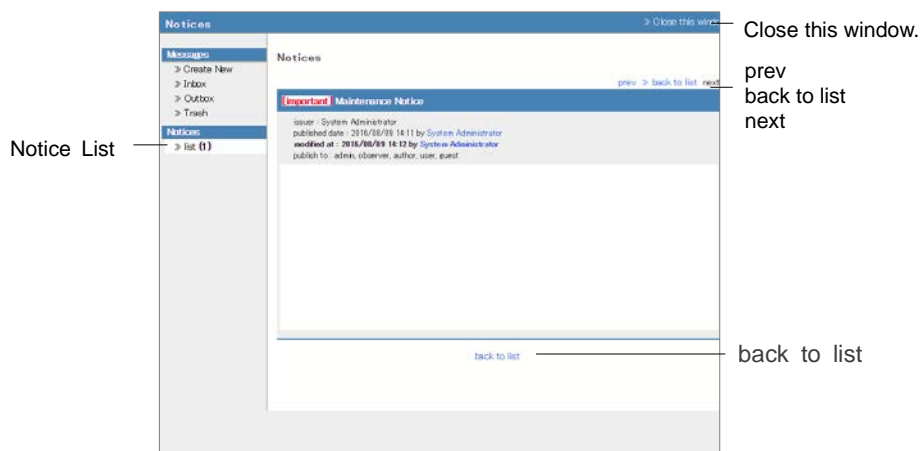 Notices
» Close this wind
Close this window.
Messages
» Create New
» Inbox
» Outbox
» Trash
Notices
» list (1)
Notice List
Notices
prev » back to list next
prev
back to list
next
[important] Maintenance Notice
issuer : System Administrator
published date : 2016/08/09 14:11 by System Administrator
modified at : 2016/08/09 14:12 by System Administrator
publish to : admin, observer, author, user, guest
back to list
back to list